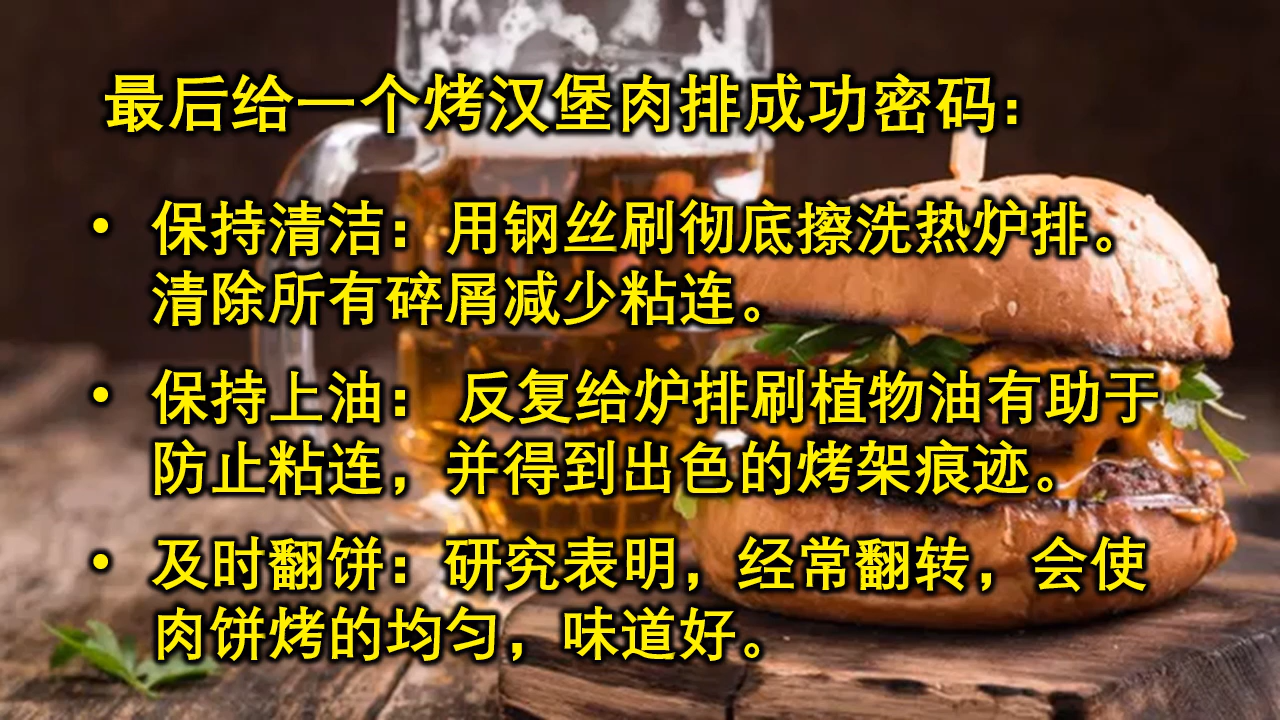 最后给一个烤汉堡肉排成功密码：
• 保持清洁：用钢丝刷彻底擦洗热炉排。
清除所有碎屑减少粘连。
• 保持上油： 反复给炉排刷植物油有助于
防止粘连，并得到出色的烤架痕迹。
• 及时翻饼：研究表明，经常翻转，会使
肉饼烤的均匀，味道好。